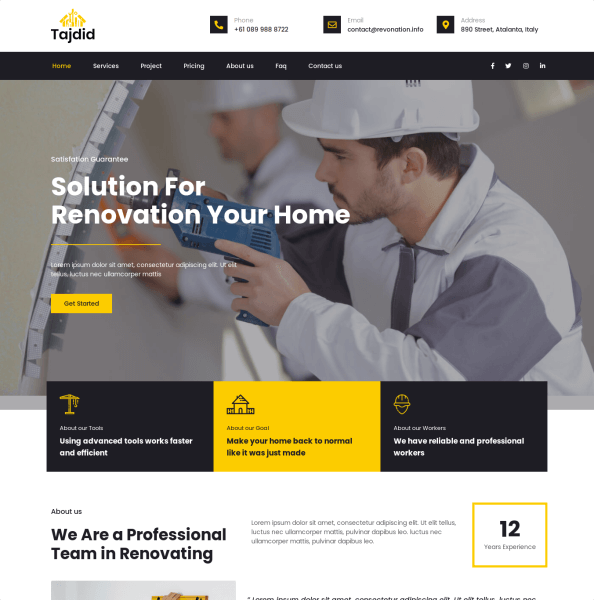 Tajdid
Phone
+61 089 988 8722
Email
contact@revonation.info
Address
890 Street, Atalanta, Italy
Home Services Project Pricing About us Faq Contact us
Satisfation Guarantee
Solution For
Renovation Your Home
Lorem ipsum dolor sit amet, consectetur adipiscing elit. Ut elit
tellus, luctus nec ullamcorper mattis
Get Started
About our Tools
Using advanced tools works faster
and efficient
About our Goal
Make your home back to normal
like it was just made
About our Workers
We have reliable and professional
workers
About us
We Are a Professional
Team in Renovating
Lorem ipsum dolor sit amet, consectetur adipiscing elit. Ut elit tellus,
luctus nec ullamcorper mattis, pulvinar dapibus leo. luctus nec
ullamcorper mattis, pulvinar dapibus leo.
12
Years Experience
" Lorem ipsum dolor sit amet, consectetur adipiscing elit. Ut elit tellus, luctus nec